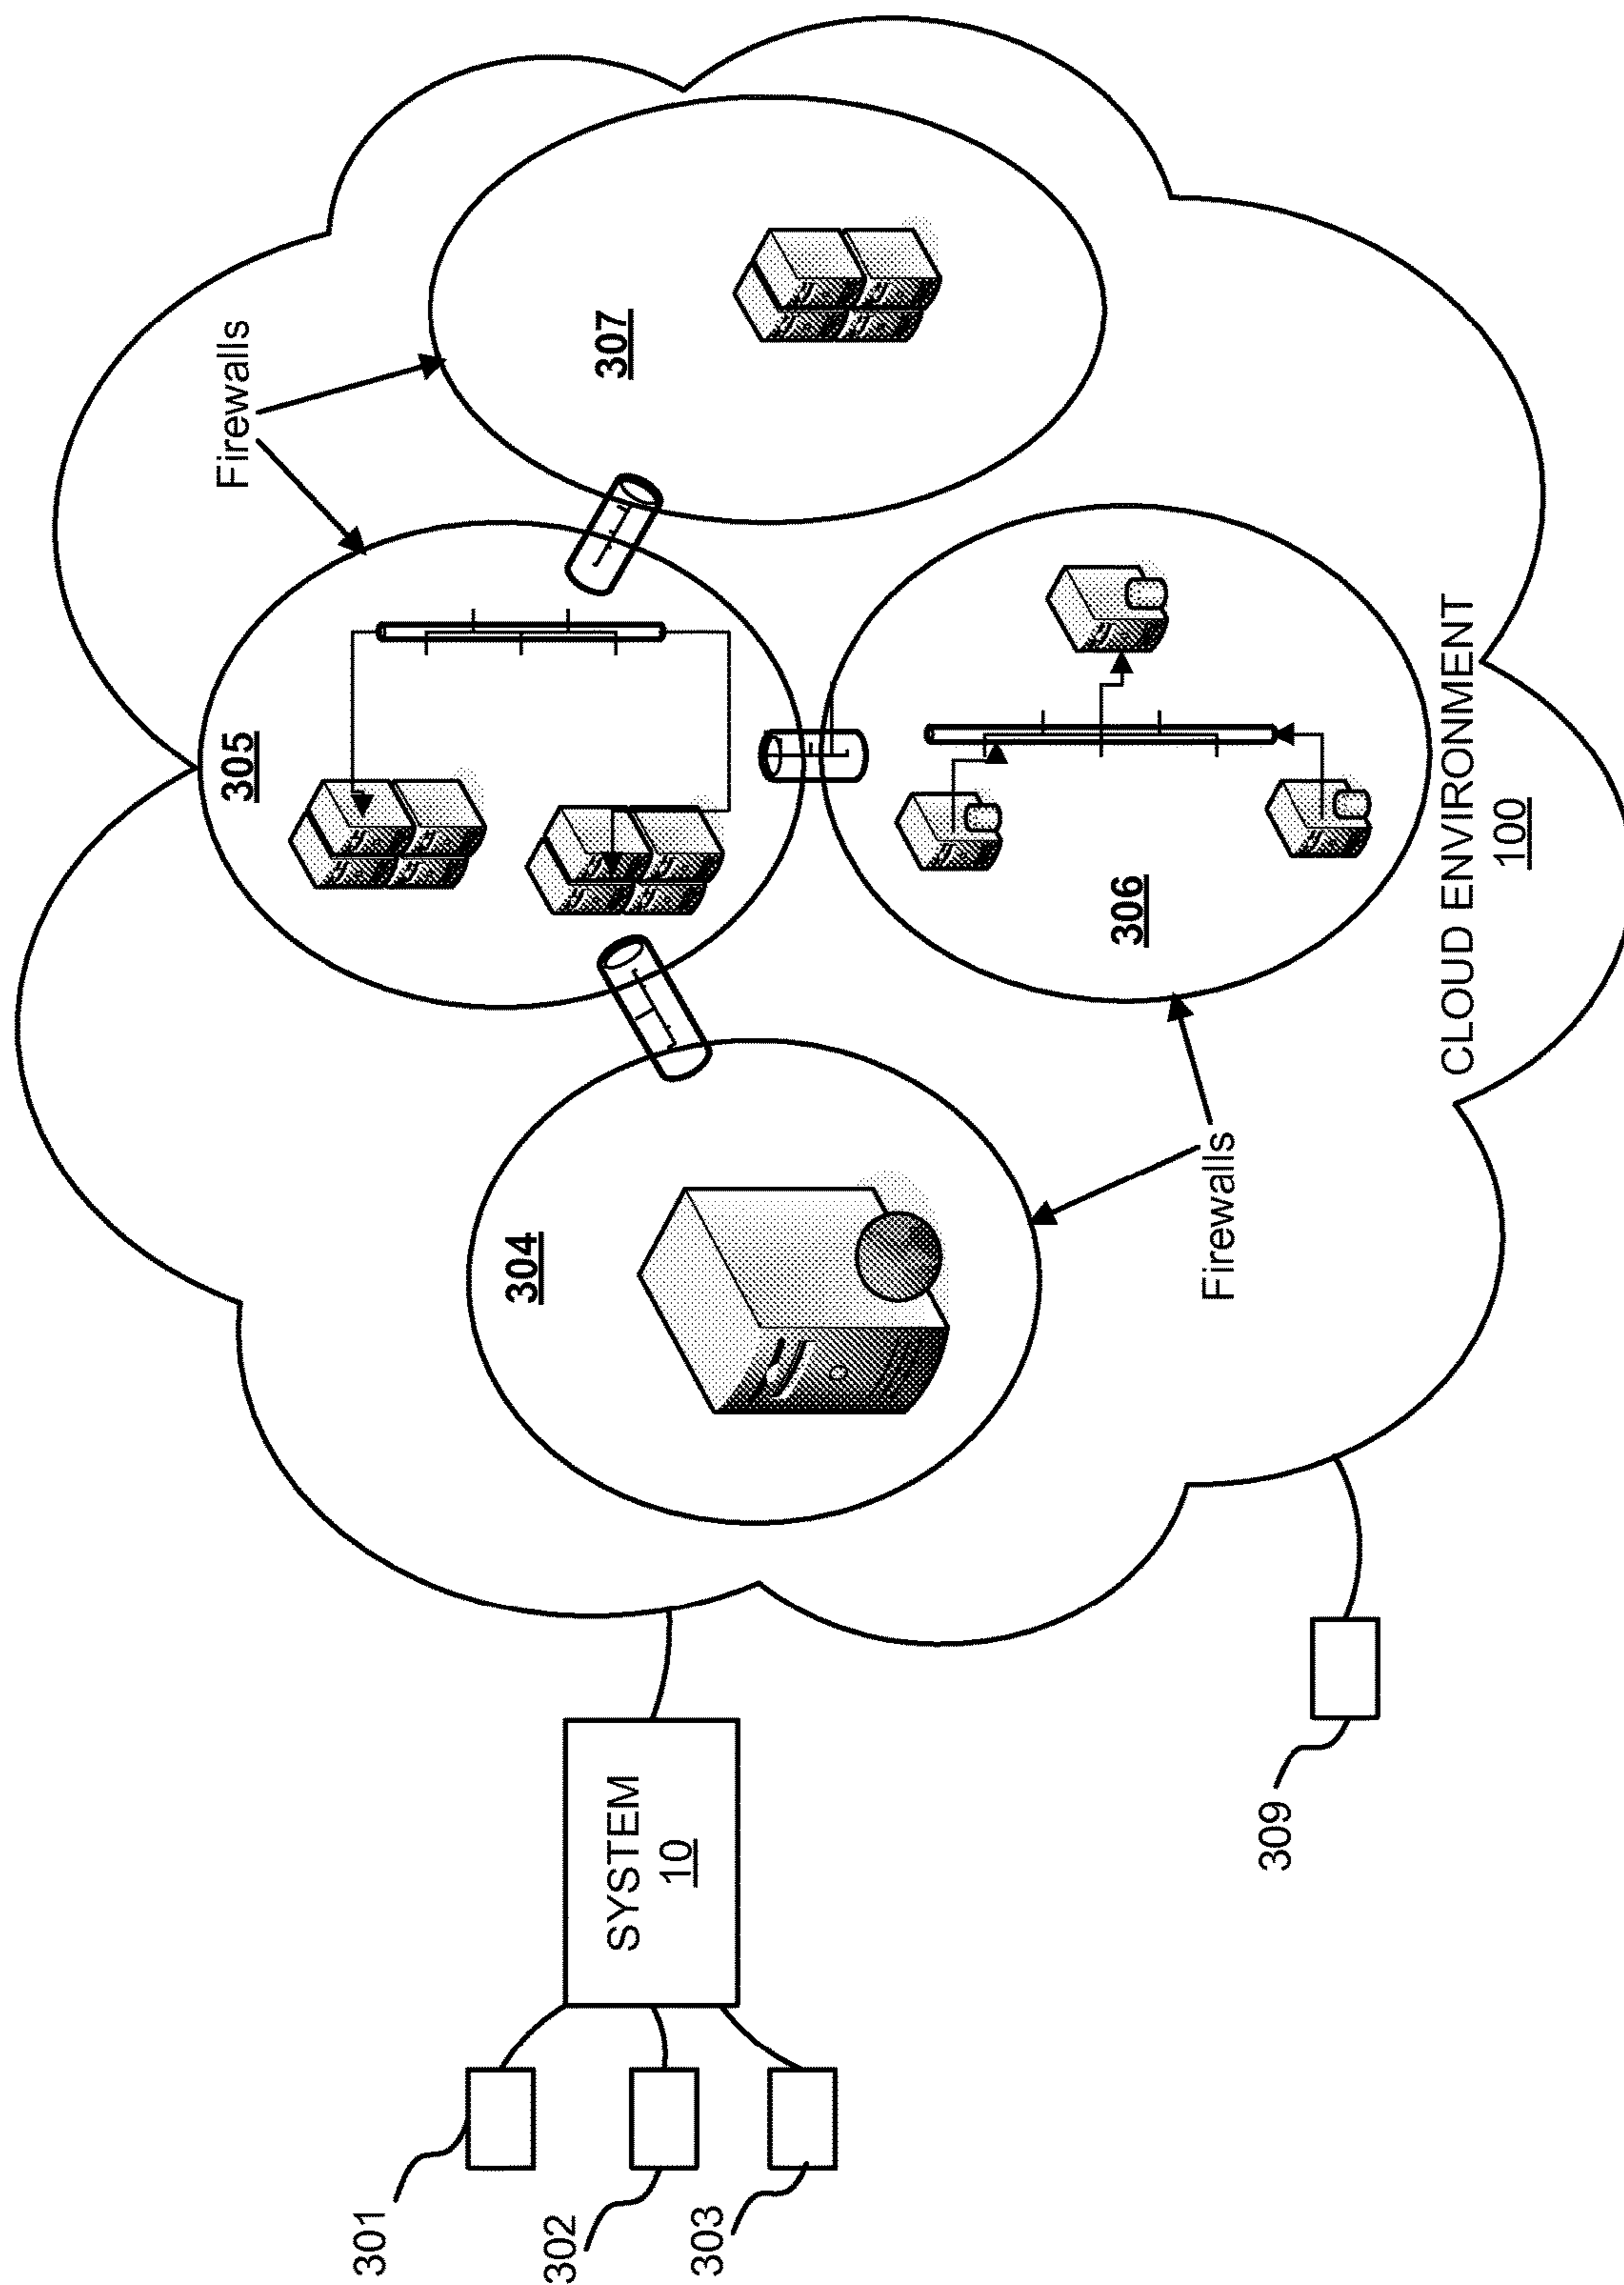 Firewalls
305
307
304
306
Firewalls
SYSTEM
10
301
302
303
309
CLOUD ENVIRONMENT
100